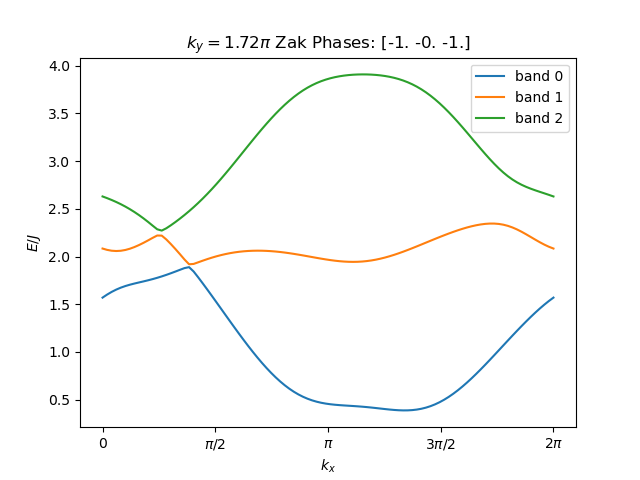 k_y = 1.72π Zak Phases: [-1. -0. -1.]
4.0
3.5
3.0
2.5
2.0
1.5
1.0
0.5
E/J
band 0
band 1
band 2
0
π/2
π
3π/2
2π
k_x